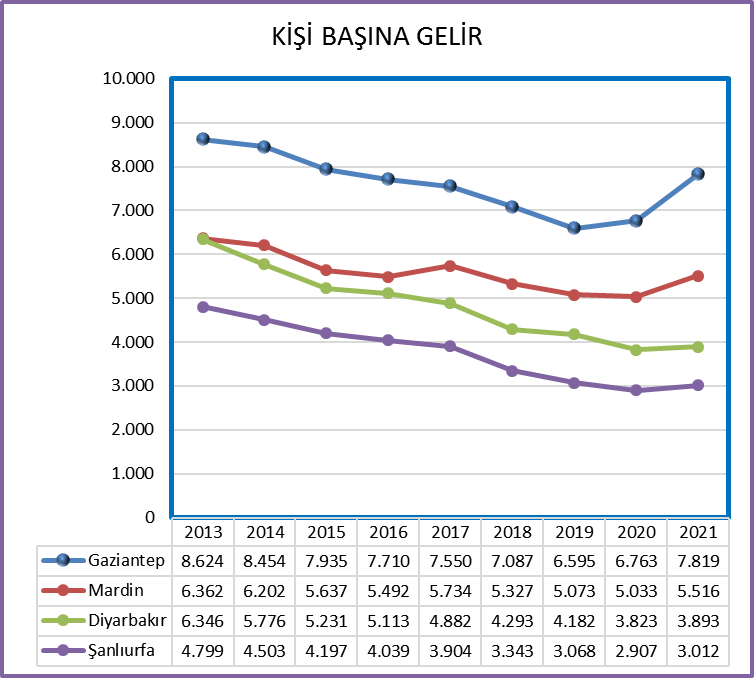 KİŞİ BAŞINA GELİR
10.000
9.000
8.000
7.000
6.000
5.000
4.000
3.000
2.000
1.000
0
2013 2014 2015 2016 2017 2018 2019 2020 2021
Gaziantep 8.624 8.454 7.935 7.710 7.550 7.087 6.595 6.763 7.819
Mardin 6.362 6.202 5.637 5.492 5.734 5.327 5.073 5.033 5.516
Diyarbakır 6.346 5.776 5.231 5.113 4.882 4.293 4.182 3.823 3.893
Şanlıurfa 4.799 4.503 4.197 4.039 3.904 3.343 3.068 2.907 3.012